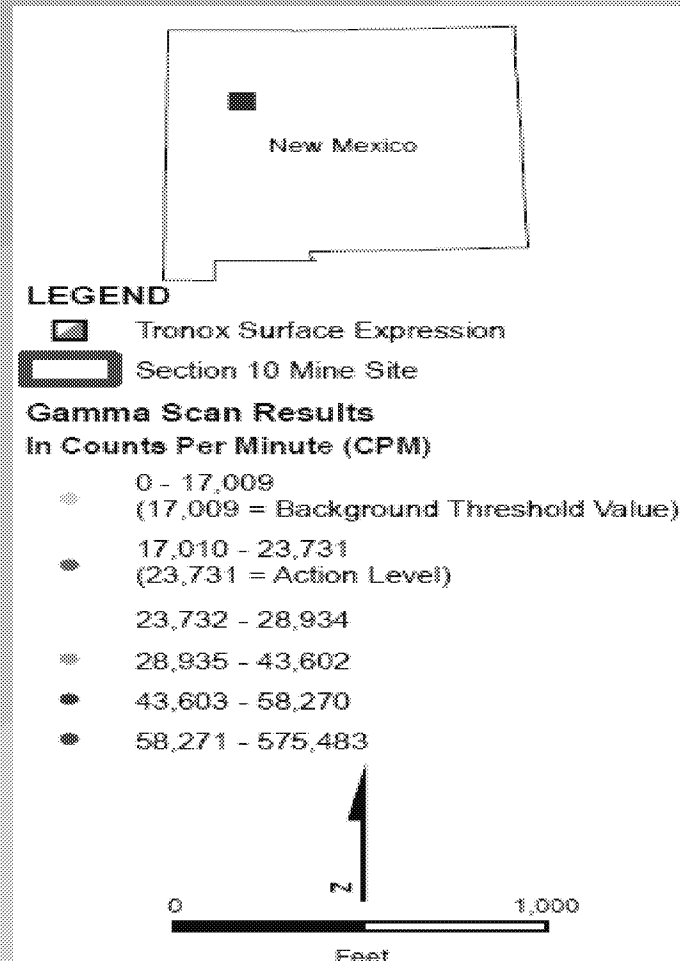 New Mexico
LEGEND
Tronox Surface Expression
Section 10 Mine Site
Gamma Scan Results
In Counts Per Minute (CPM)
0 - 17,009
(17,009 = Background Threshold Value)
17,010 - 23,731
(23,731 = Action Level)
23,732 - 28,934
28,935 - 43,602
43,603 - 58,270
58,271 - 575,483
N
0 1,000
Feet